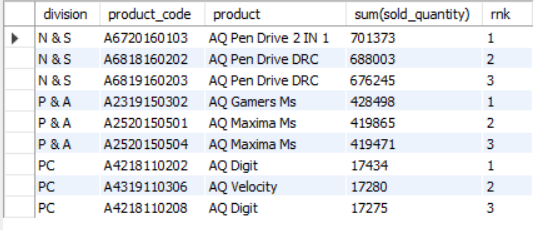 division product_code product sum(sold_quantity) rnk
N & S A6720160103 AQ Pen Drive 2 IN 1 701373 1
N & S A6818160202 AQ Pen Drive DRC 688003 2
N & S A6819160203 AQ Pen Drive DRC 676245 3
P & A A2319150302 AQ Gamers Ms 428498 1
P & A A2520150501 AQ Maxima Ms 419865 2
P & A A2520150504 AQ Maxima Ms 419471 3
PC A4218110202 AQ Digit 17434 1
PC A4319110306 AQ Velocity 17280 2
PC A4218110208 AQ Digit 17275 3